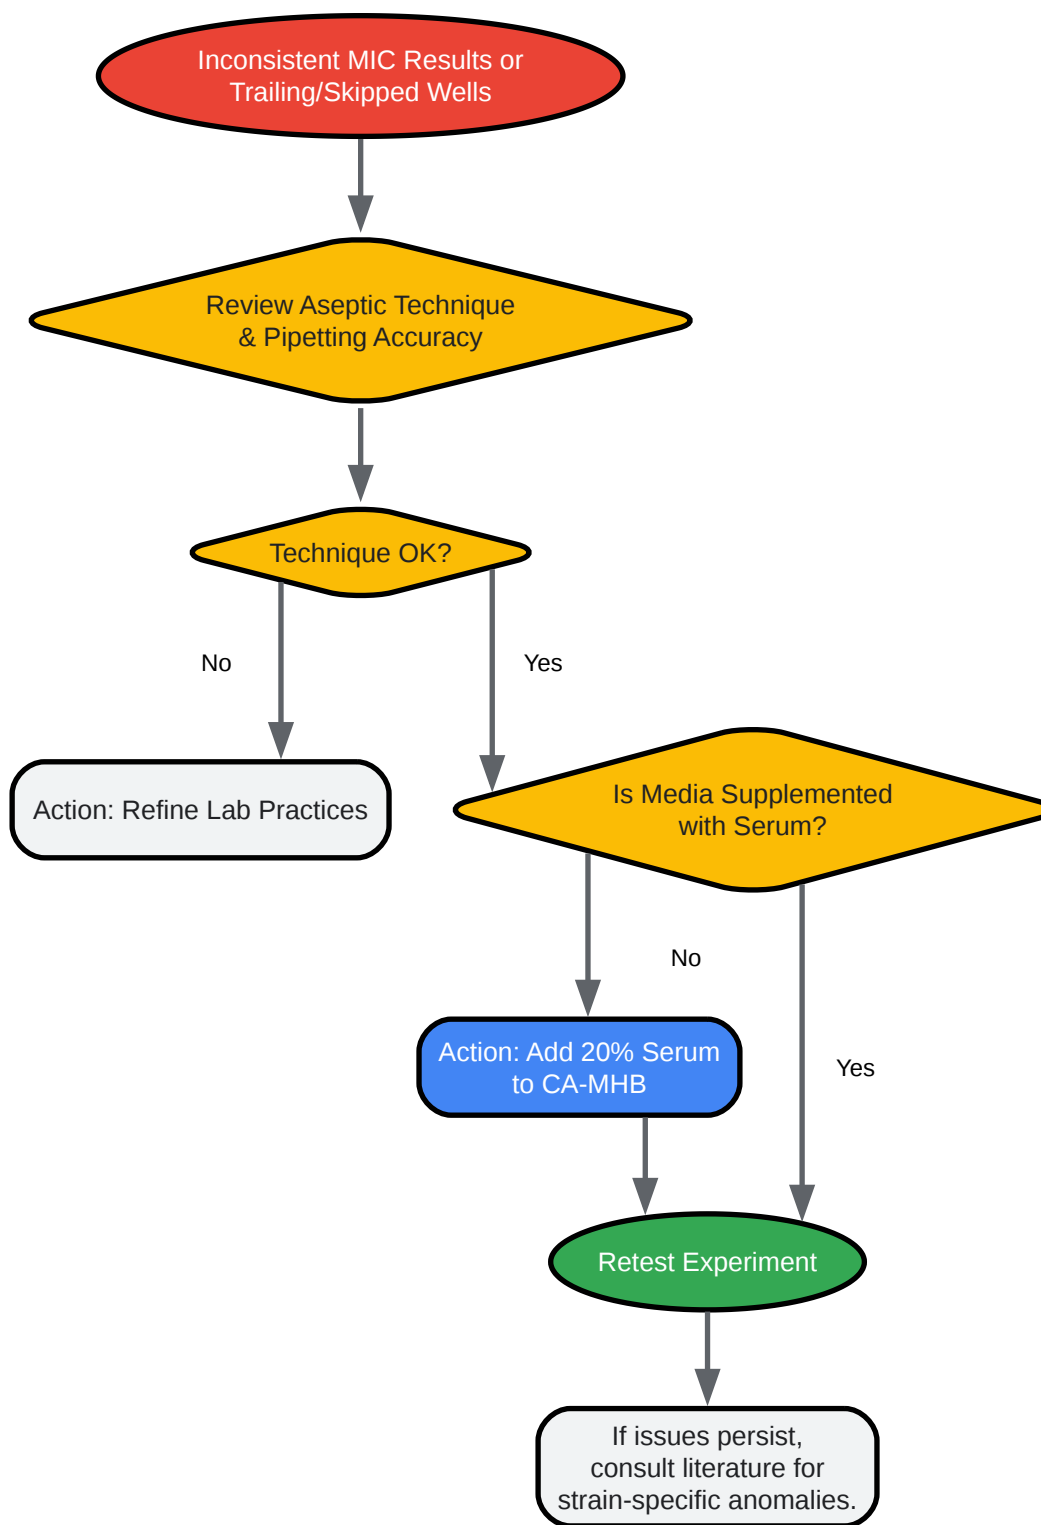 Inconsistent MIC Results or
Trailing/Skipped Wells
Review Aseptic Technique
& Pipetting Accuracy
Technique OK?
No
Yes
Action: Refine Lab Practices
Is Media Supplemented
with Serum?
No
Action: Add 20% Serum
to CA-MHB
Yes
Retest Experiment
If issues persist,
consult literature for
strain-specific anomalies.